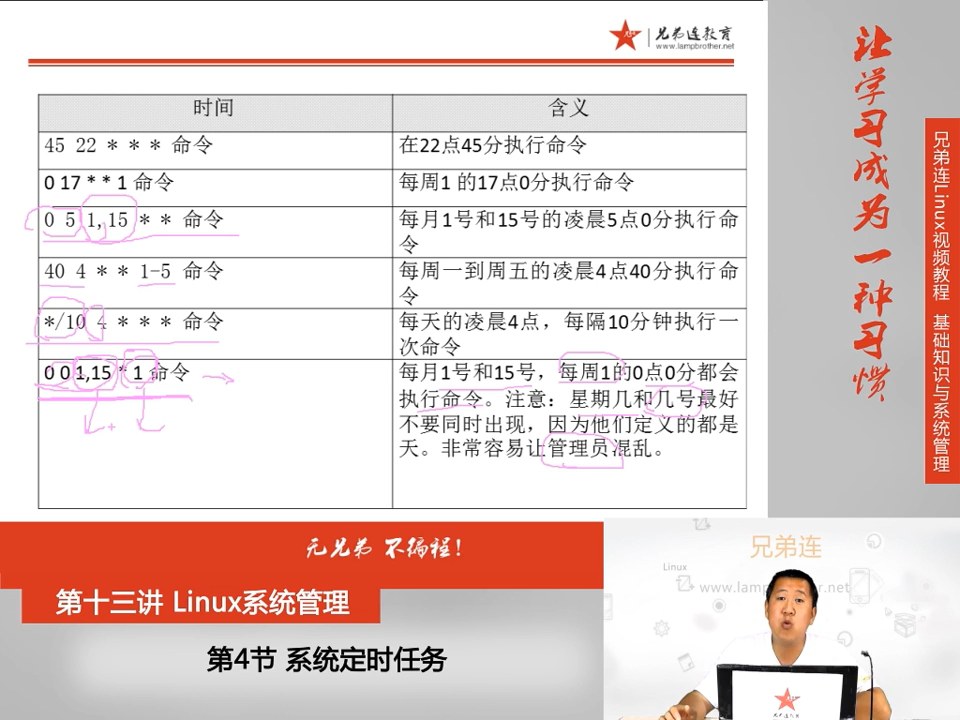 兄弟连教育
www.lampbrother.net
时间
含义
45 22 * * * 命令
在22点45分执行命令
0 17 * * 1 命令
每周1 的17点0分执行命令
0 5 1,15 * * 命令
每月1号和15号的凌晨5点0分执行命
令
40 4 * * 1-5 命令
每周一到周五的凌晨4点40分执行命
令
*/10 4 * * * 命令
每天的凌晨4点，每隔10分钟执行一
次命令
0 0 1,15 * 1 命令
每月1号和15号，每周1的0点0分都会
执行命令。注意：星期几和几号最好
不要同时出现，因为他们定义的都是
天。非常容易让管理员混乱。
让学习成为一种习惯
兄弟连Linux视频教程 基础知识与系统管理
无兄弟 不编程！
第十三讲 Linux系统管理
第4节 系统定时任务
兄弟连
Linux
www.lampbrother.net